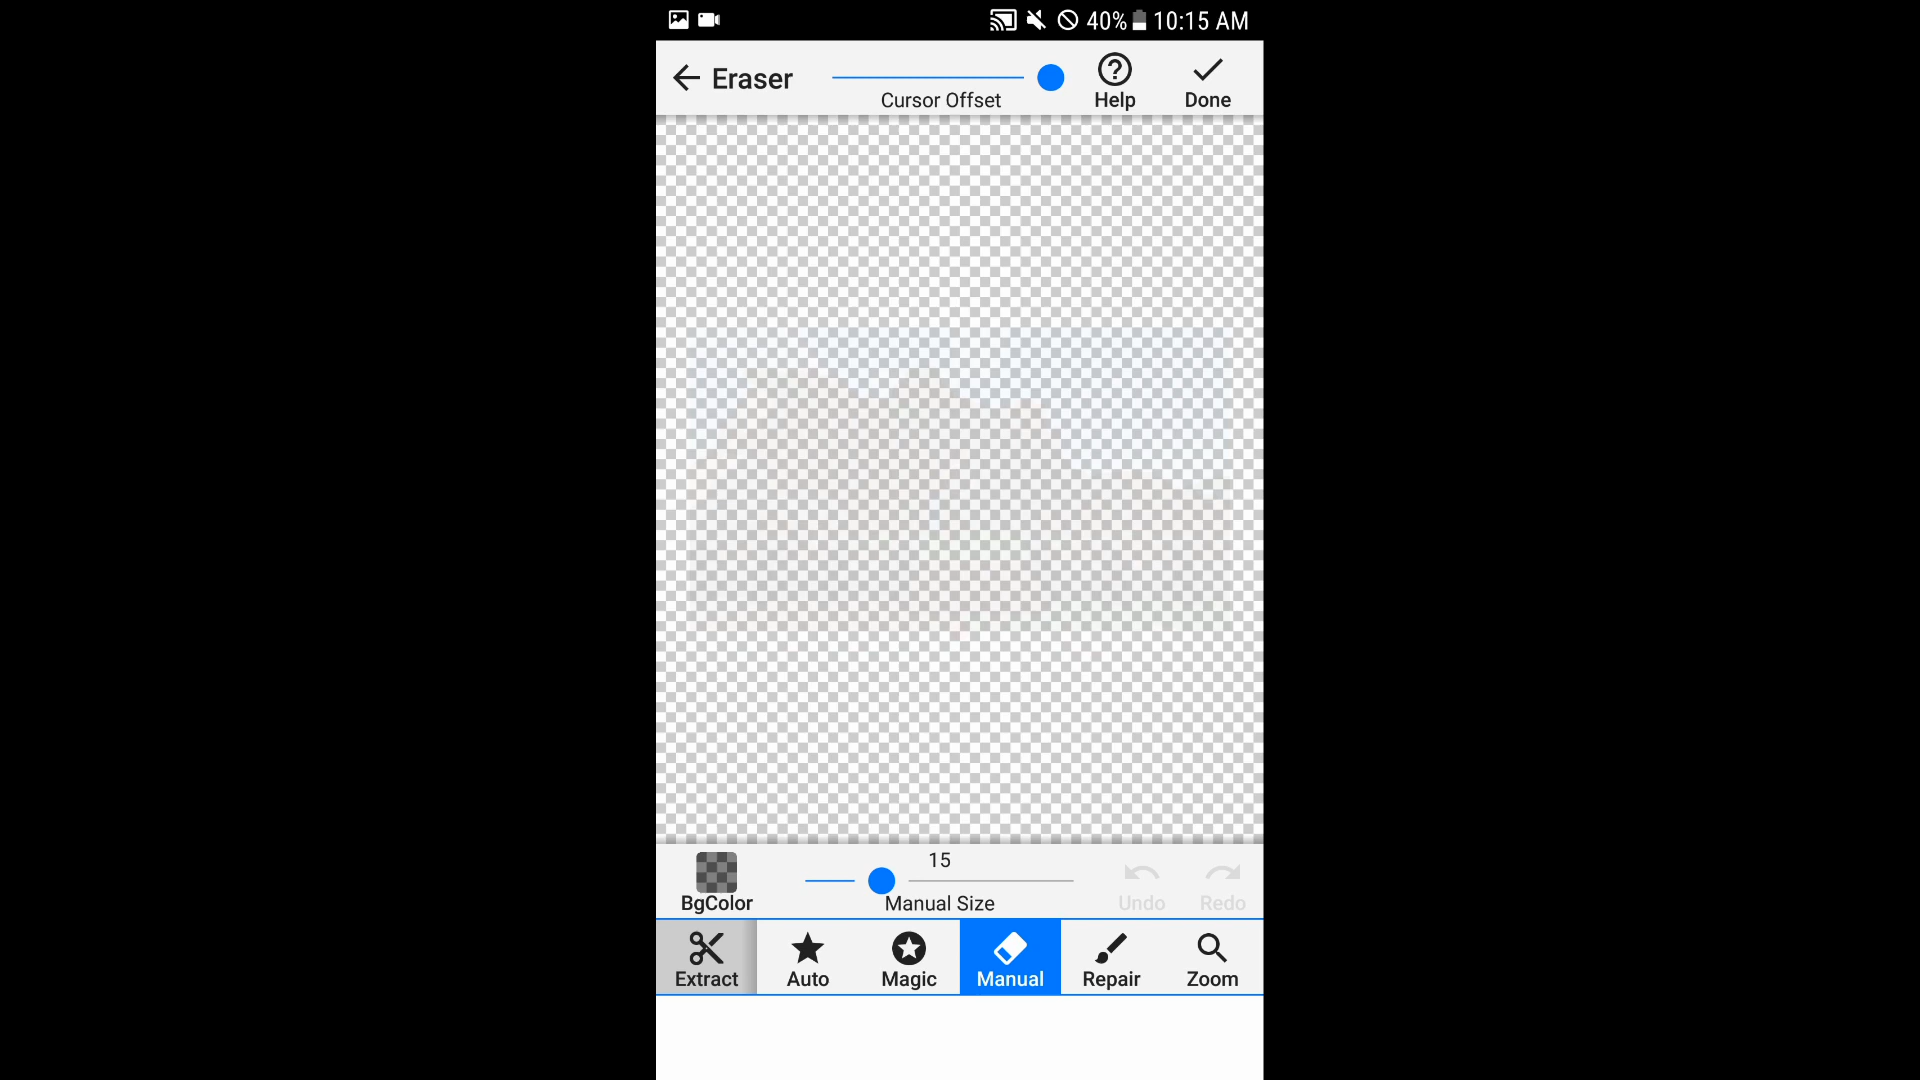 40% 10:15 AM
Eraser
Cursor Offset
Help
Done
15
BgColor
Manual Size
Undo
Redo
Extract
Auto
Magic
Manual
Repair
Zoom